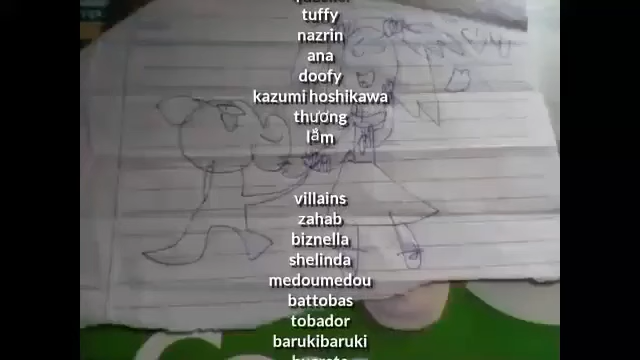 tuffy
nazrin
ana
doofy
kazumi hoshikawa
thương
lắm
villains
zahab
biznella
shelinda
medoumedou
battobas
tobador
barukibaruki